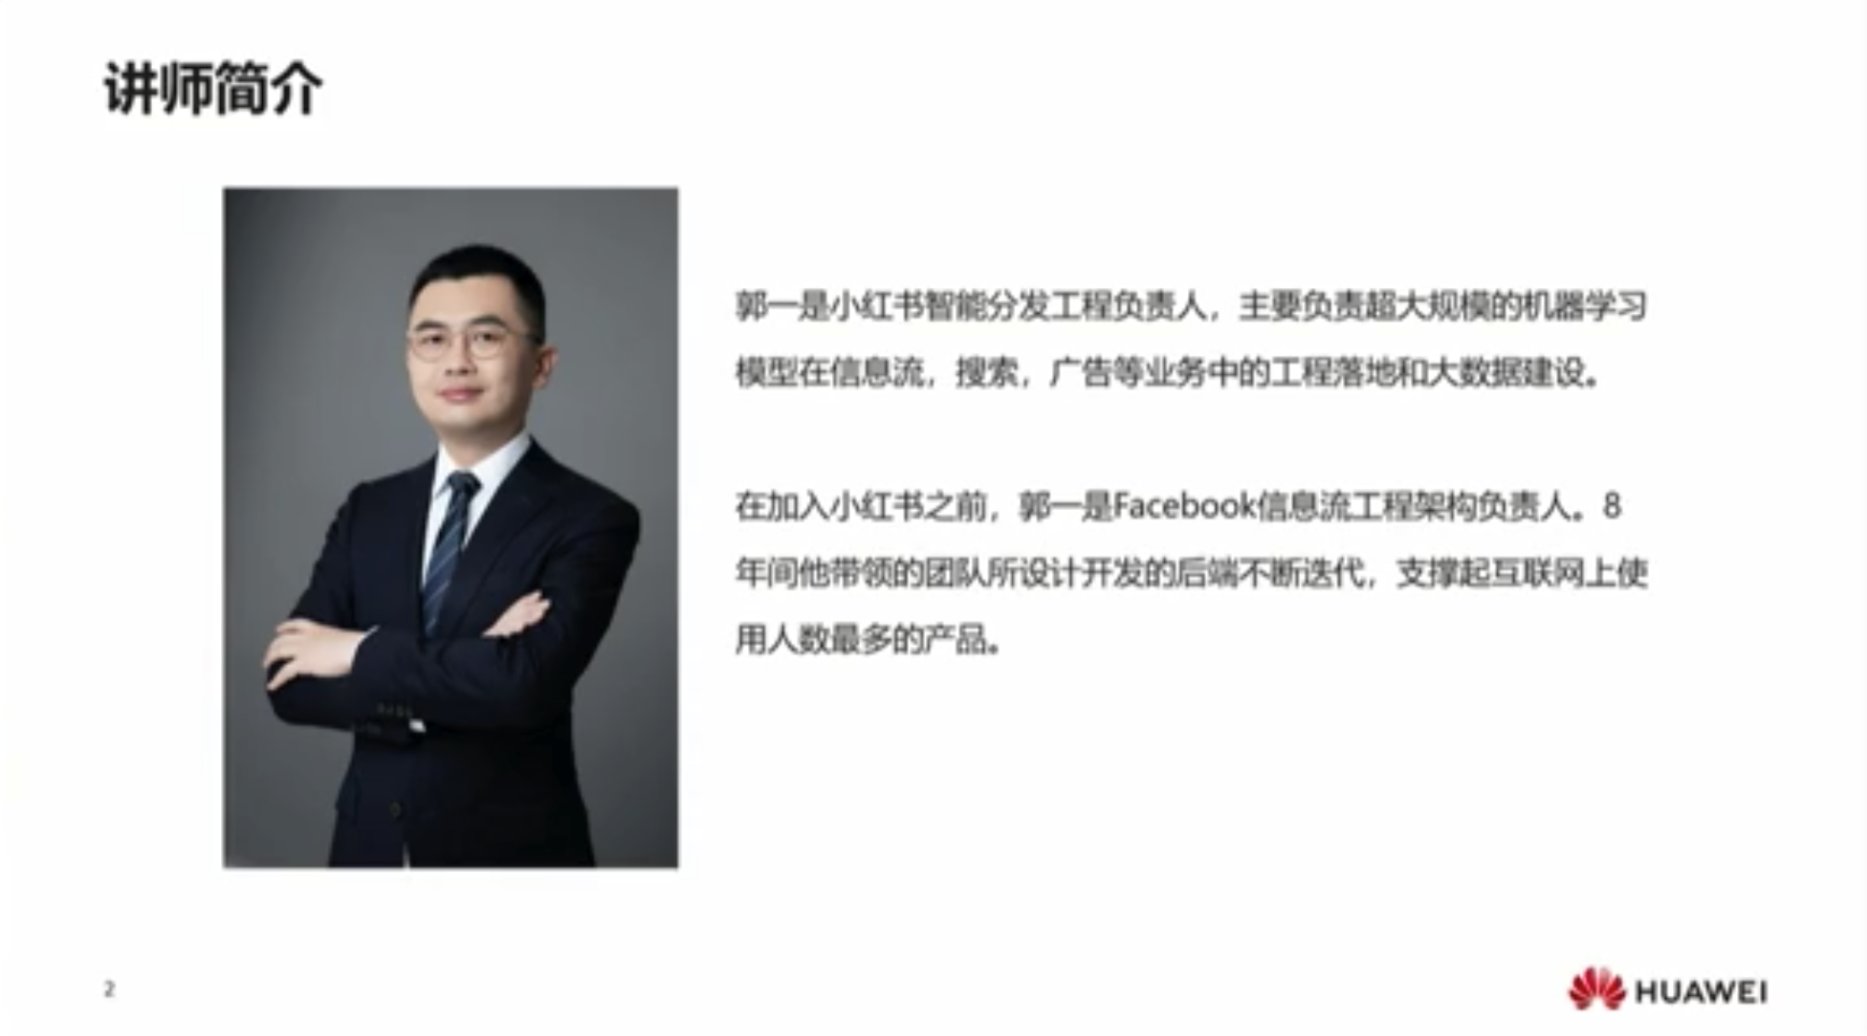 讲师简介
郭一是小红书智能分发工程负责人，主要负责超大规模的机器学习
模型在信息流，搜索，广告等业务中的工程落地和大数据建设。
在加入小红书之前，郭一是Facebook信息流工程架构负责人。8
年间他带领的团队所设计开发的后端不断迭代，支撑起互联网上使
用人数最多的产品。
2
HUAWEI